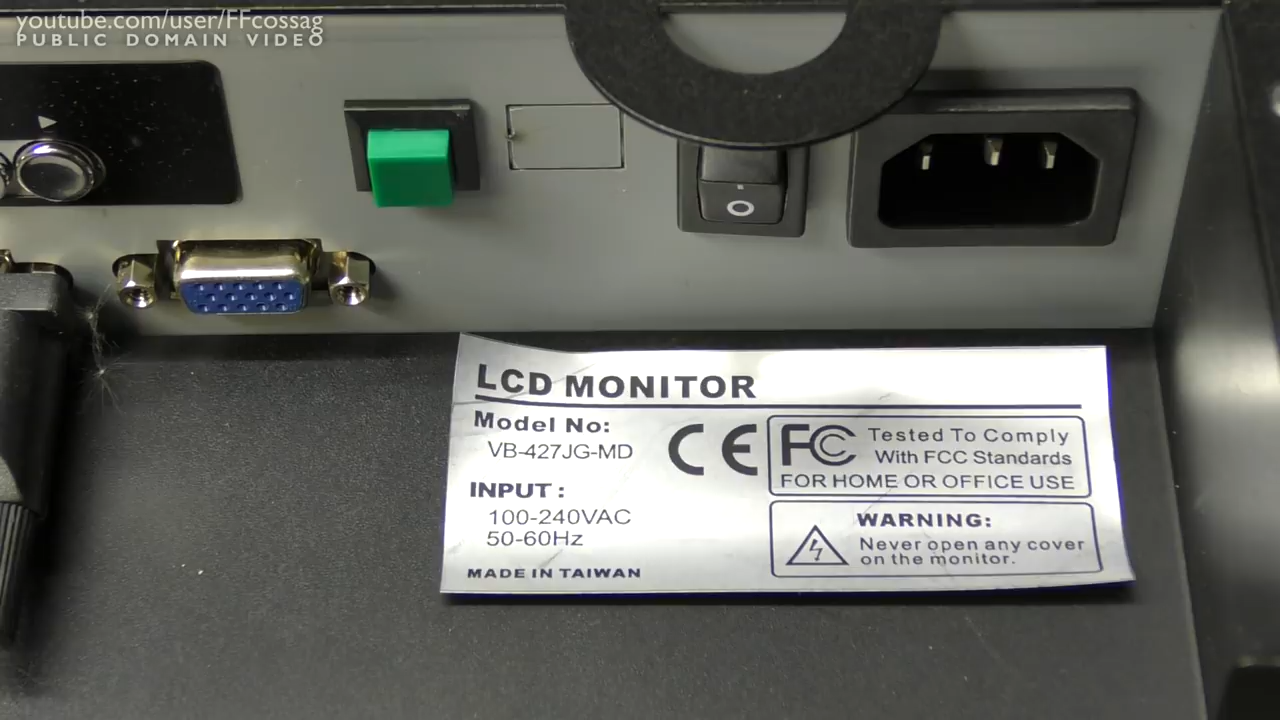 youtube.com/user/FFcossag
PUBLIC DOMAIN VIDEO
LCD MONITOR
Model No:
VB-427JG-MD
INPUT :
100-240VAC
50-60Hz
MADE IN TAIWAN
CE
FC Tested To Comply
With FCC Standards
FOR HOME OR OFFICE USE
WARNING:
Never open any cover
on the monitor.